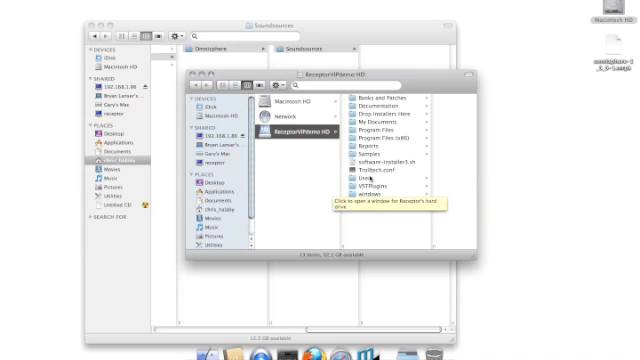 Soundsources
DEVICES
iDisk
Macintosh HD
SHARED
192.168.1.86
Bryan Lanser's...
Gary's Mac
receptor
PLACES
Desktop
Applications
Documents
chris_halaby
Movies
Music
Pictures
Utilities
Untitled CD
SEARCH FOR
Omnisphere
Soundsources
12.3 GB available
ReceptorVIPdemo HD
DEVICES
iDisk
Macintosh HD
SHARED
192.168.1.86
Bryan Lanser's...
Gary's Mac
receptor
PLACES
Desktop
Applications
Documents
chris_halaby
Movies
Music
Pictures
Utilities
Macintosh HD
Network
ReceptorVIPdemo HD
Banks and Patches
Documentation
Drop Installers Here
My Documents
Program Files
Program Files (x86)
Reports
Samples
software-installer3.sh
Trolltech.conf
Users
VSTPlugins
windows
Click to open a window for Receptor's hard
drive.
13 items, 12.1 GB available
Macintosh HD